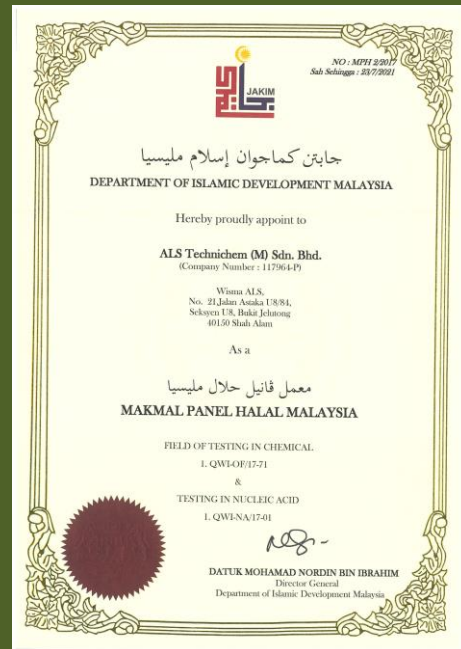 JAKIM
NO : MPH 2/2017
Sah Sehingga : 23/7/2021
جابتن كماجوان إسلام مليسيا
DEPARTMENT OF ISLAMIC DEVELOPMENT MALAYSIA
Hereby proudly appoint to
ALS Technichem (M) Sdn. Bhd.
(Company Number : 117964-P)
Wisma ALS,
No. 21,Jalan Astaka U8/84,
Seksyen U8, Bukit Jelutong
40150 Shah Alam
As a
معمل ڤانيل حلال مليسيا
MAKMAL PANEL HALAL MALAYSIA
FIELD OF TESTING IN CHEMICAL
1. QWI-OF/17-71
&
TESTING IN NUCLEIC ACID
1. QWI-NA/17-01
DATUK MOHAMAD NORDIN BIN IBRAHIM
Director General
Department of Islamic Development Malaysia